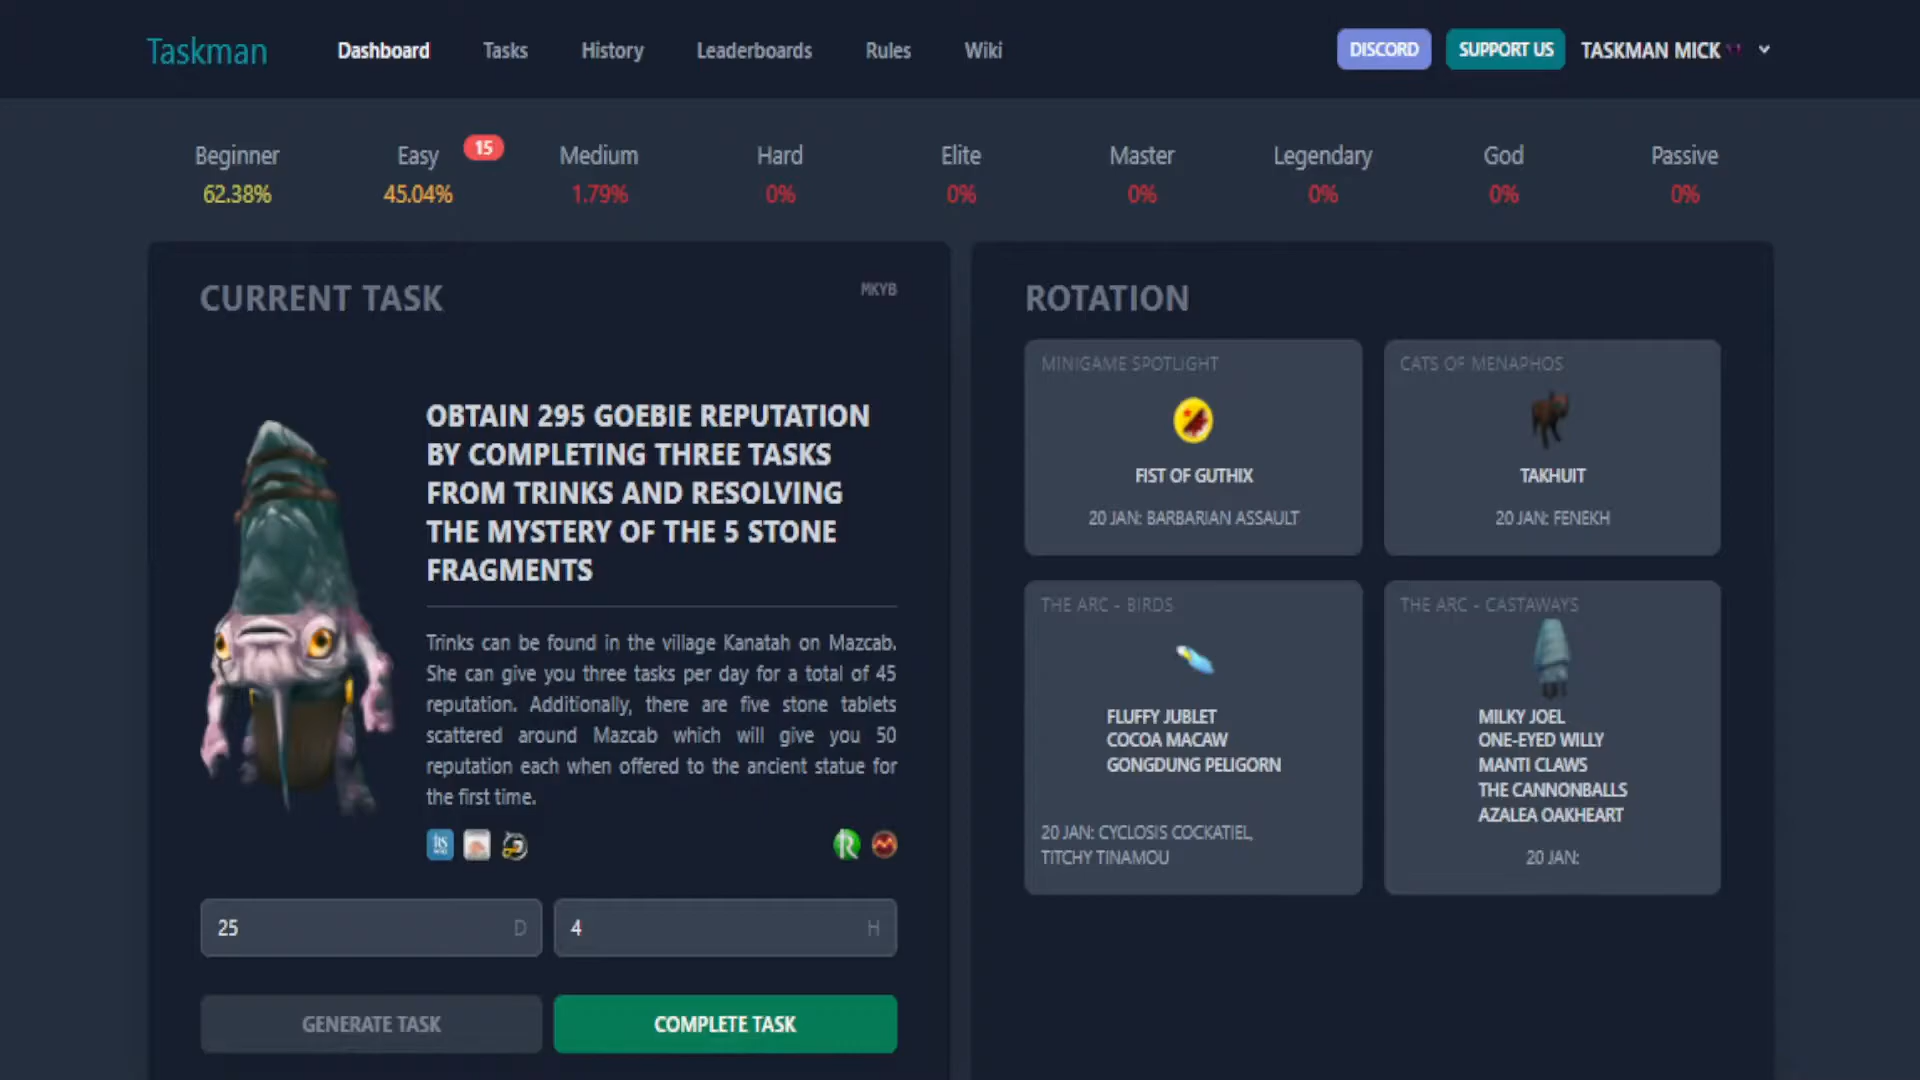 Taskman
Dashboard
Tasks
History
Leaderboards
Rules
Wiki
DISCORD
SUPPORT US
TASKMAN MICK
Beginner
62.38%
Easy
15
45.04%
Medium
1.79%
Hard
0%
Elite
0%
Master
0%
Legendary
0%
God
0%
Passive
0%
CURRENT TASK
MKYB
OBTAIN 295 GOEBIE REPUTATION
BY COMPLETING THREE TASKS
FROM TRINKS AND RESOLVING
THE MYSTERY OF THE 5 STONE
FRAGMENTS
Trinks can be found in the village Kanatah on Mazcab.
She can give you three tasks per day for a total of 45
reputation. Additionally, there are five stone tablets
scattered around Mazcab which will give you 50
reputation each when offered to the ancient statue for
the first time.
25 D
4 H
GENERATE TASK
COMPLETE TASK
ROTATION
MINIGAME SPOTLIGHT
FIST OF GUTHIX
20 JAN: BARBARIAN ASSAULT
CATS OF MENAPHOS
TAKHUIT
20 JAN: FENEKH
THE ARC - BIRDS
FLUFFY JUBLET
COCOA MACAW
GONGDUNG PELIGORN
20 JAN: CYCLOSIS COCKATIEL,
TITCHY TINAMOU
THE ARC - CASTAWAYS
MILKY JOEL
ONE-EYED WILLY
MANTI CLAWS
THE CANNONBALLS
AZALEA OAKHEART
20 JAN: